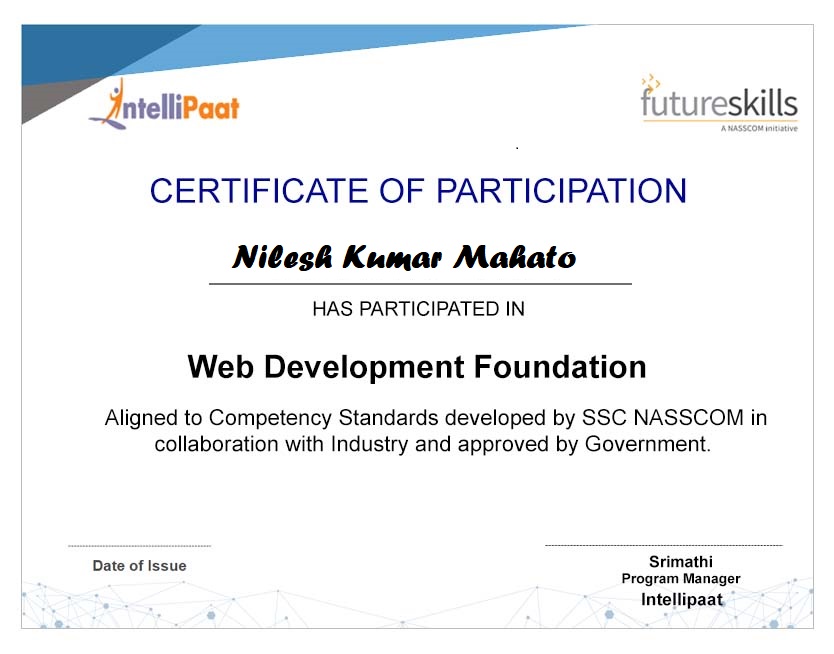 IntelliPaat
futureskills
A NASSCOM initiative
CERTIFICATE OF PARTICIPATION
Nilesh Kumar Mahato
HAS PARTICIPATED IN
Web Development Foundation
Aligned to Competency Standards developed by SSC NASSCOM in
collaboration with Industry and approved by Government.
Date of Issue
Srimathi
Program Manager
Intellipaat